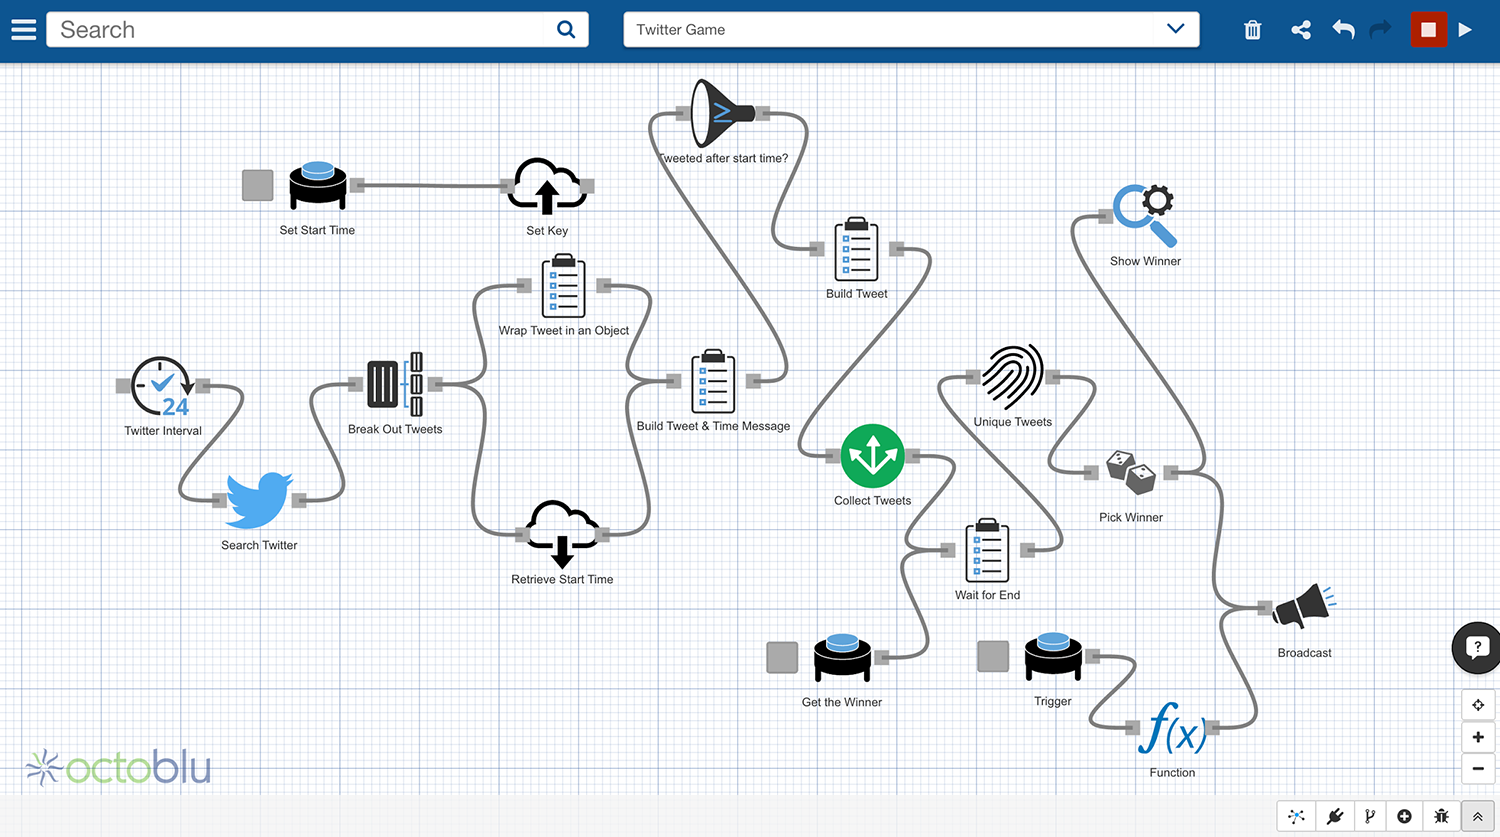 Search
Twitter Game
Tweeted after start time?
Set Start Time
Set Key
Show Winner
Build Tweet
Wrap Tweet in an Object
24
Twitter Interval
Break Out Tweets
Build Tweet & Time Message
Unique Tweets
Collect Tweets
Pick Winner
Search Twitter
Retrieve Start Time
Wait for End
Broadcast
Get the Winner
Trigger
f(x)
Function
octoblu